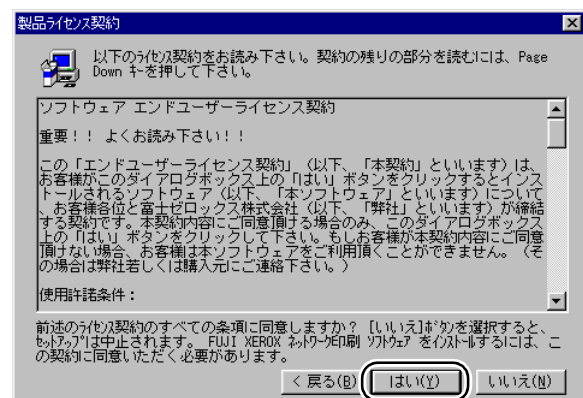 製品ライセンス契約
以下のライセンス契約をお読み下さい。契約の残りの部分を読むには、Page
Down キーを押して下さい。
ソフトウェア エンドユーザーライセンス契約
重要!! よくお読み下さい!!
この「エンドユーザーライセンス契約」(以下、「本契約」といいます)は、
お客様がこのダイアログボックス上の「はい」ボタンをクリックするとインス
トールされるソフトウェア(以下、「本ソフトウェア」といいます)について
、お客様各位と富士ゼロックス株式会社(以下、「弊社」といいます)が締結
する契約です。本契約内容にご同意頂ける場合のみ、このダイアログボックス
上の「はい」ボタンをクリックして下さい。もしお客様が本契約内容にご同意
頂けない場合、お客様は本ソフトウェアをご利用頂くことができません。(そ
の場合は弊社若しくは購入元にご連絡下さい。)
使用許諾条件:
前述のライセンス契約のすべての条項に同意しますか? [いいえ]ボタンを選択すると、
セットアップは中止されます。 FUJI XEROX ネットワークE印刷 ソフトウェア をインストールするには、こ
の契約に同意いただく必要があります。
< 戻る(B) はい(Y) いいえ(N)